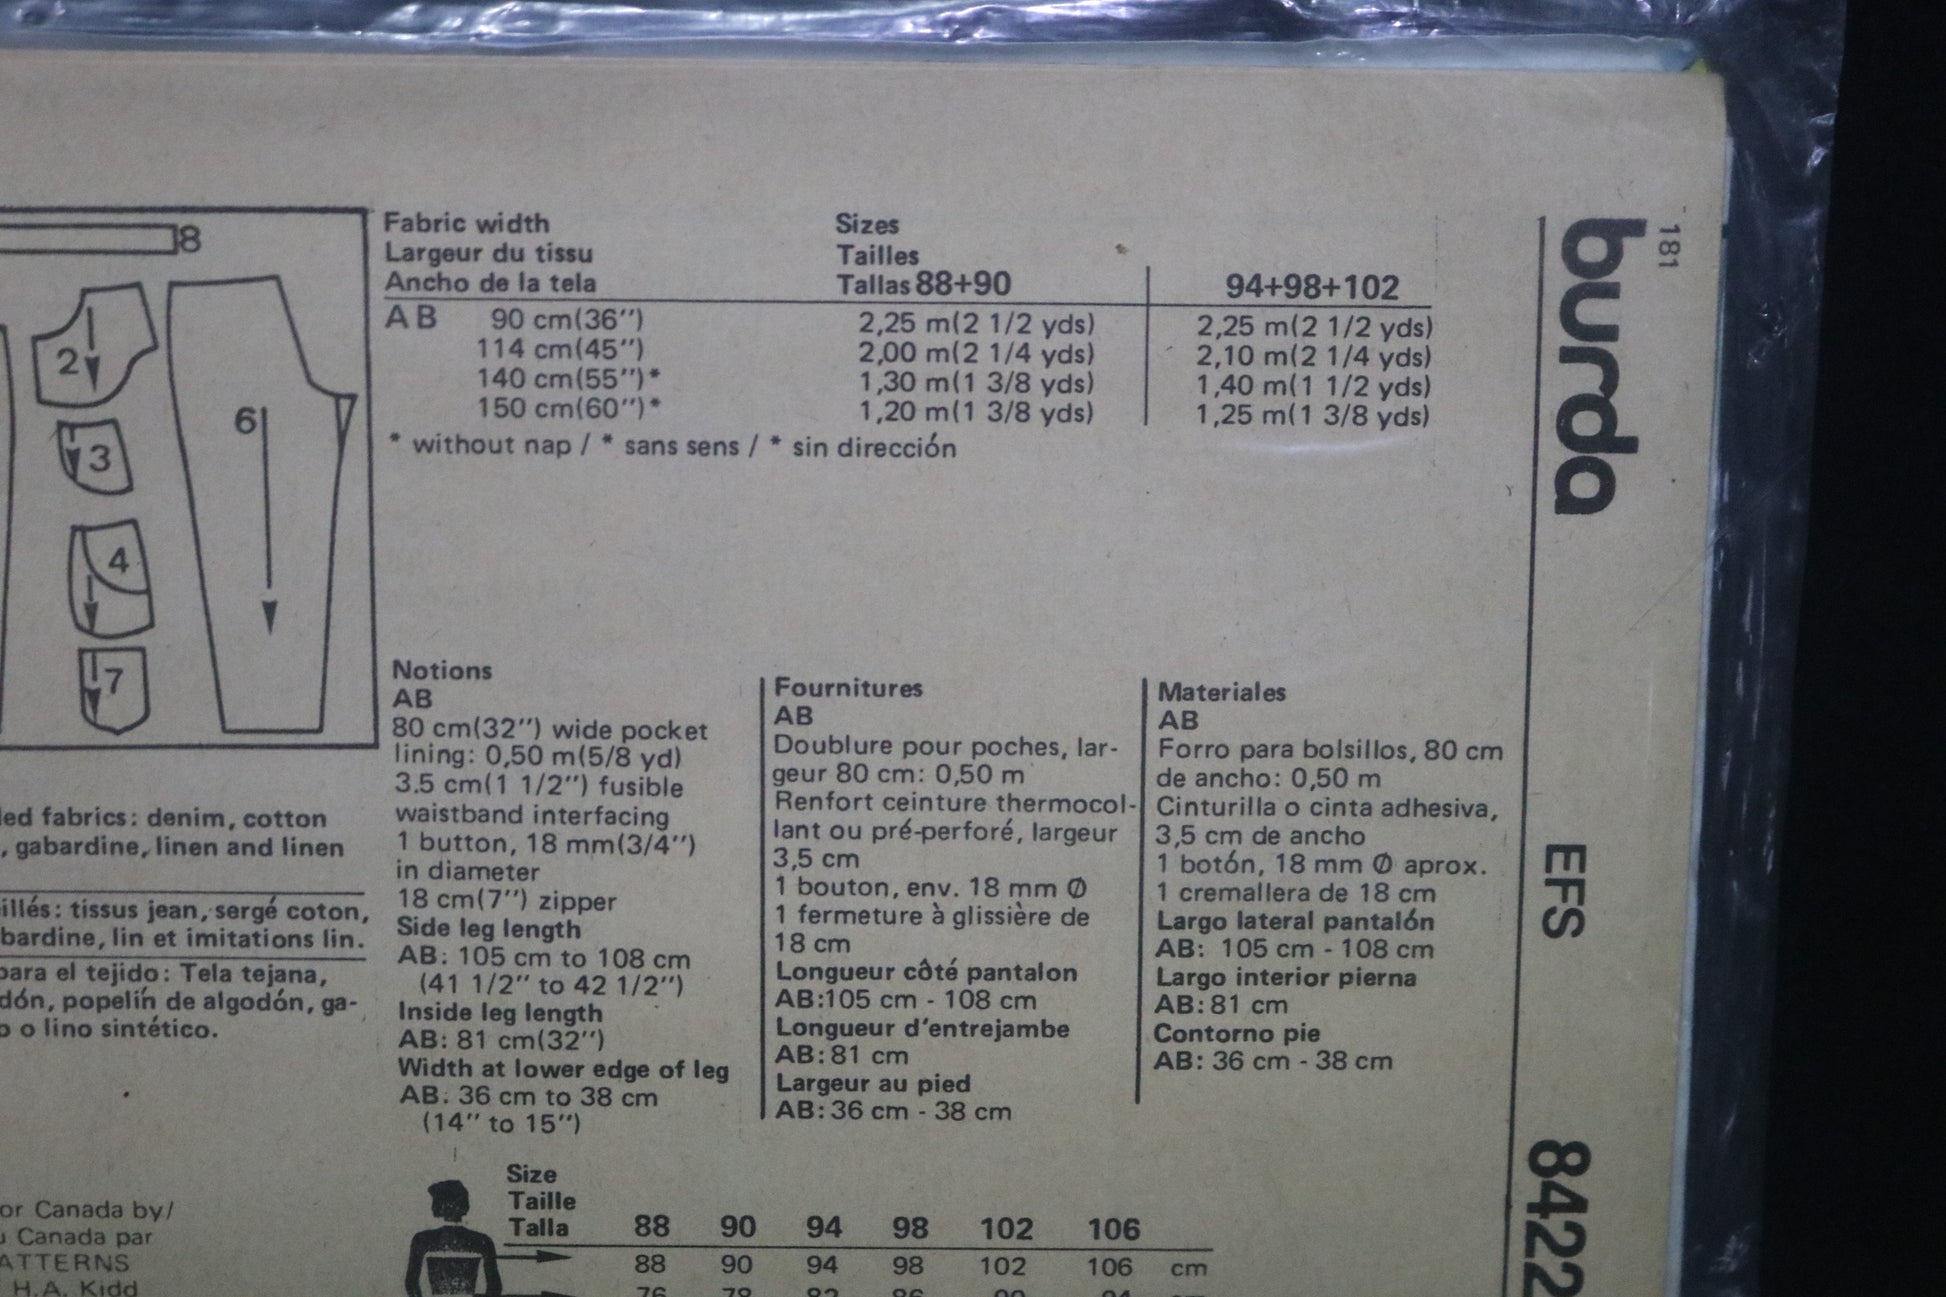 8
2
3
4
7
6
Fabric width
Largeur du tissu
Ancho de la tela
Sizes
Tailles
Tallas 88+90
94+98+102
AB 90 cm(36") 2,25 m(2 1/2 yds) 2,25 m(2 1/2 yds)
114 cm(45") 2,00 m(2 1/4 yds) 2,10 m(2 1/4 yds)
140 cm(55")* 1,30 m(1 3/8 yds) 1,40 m(1 1/2 yds)
150 cm(60")* 1,20 m(1 3/8 yds) 1,25 m(1 3/8 yds)
* without nap / * sans sens / * sin dirección
led fabrics: denim, cotton
, gabardine, linen and linen
illés: tissus jean, sergé coton,
bardine, lin et imitations lin.
para el tejido: Tela tejana,
dón, popelín de algodón, ga-
o o lino sintético.
or Canada by/
Canada par
ATTERNS
H.A. Kidd
Notions
AB
80 cm(32") wide pocket
lining: 0,50 m(5/8 yd)
3.5 cm(1 1/2") fusible
waistband interfacing
1 button, 18 mm(3/4")
in diameter
18 cm(7") zipper
Side leg length
AB: 105 cm to 108 cm
(41 1/2" to 42 1/2")
Inside leg length
AB: 81 cm(32")
Width at lower edge of leg
AB: 36 cm to 38 cm
(14" to 15")
Fournitures
AB
Doublure pour poches, lar-
geur 80 cm: 0,50 m
Renfort ceinture thermocol-
lant ou pré-perforé, largeur
3,5 cm
1 bouton, env. 18 mm Ø
1 fermeture à glissière de
18 cm
Longueur côté pantalon
AB:105 cm - 108 cm
Longueur d'entrejambe
AB:81 cm
Largeur au pied
AB:36 cm - 38 cm
Materiales
AB
Forro para bolsillos, 80 cm
de ancho: 0,50 m
Cinturilla o cinta adhesiva,
3,5 cm de ancho
1 botón, 18 mm Ø aprox.
1 cremallera de 18 cm
Largo lateral pantalón
AB: 105 cm - 108 cm
Largo interior pierna
AB: 81 cm
Contorno pie
AB: 36 cm - 38 cm
Size
Taille
Talla 88 90 94 98 102 106
88 90 94 98 102 106 cm
76 78 82 86
181
burda
EFS
8422